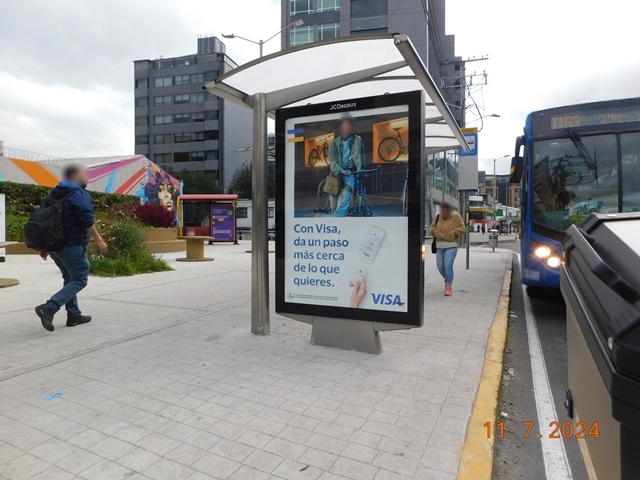 JCDecaux
Con Visa,
da un paso
más cerca
de lo que
quieres.
VISA
11.7.2024